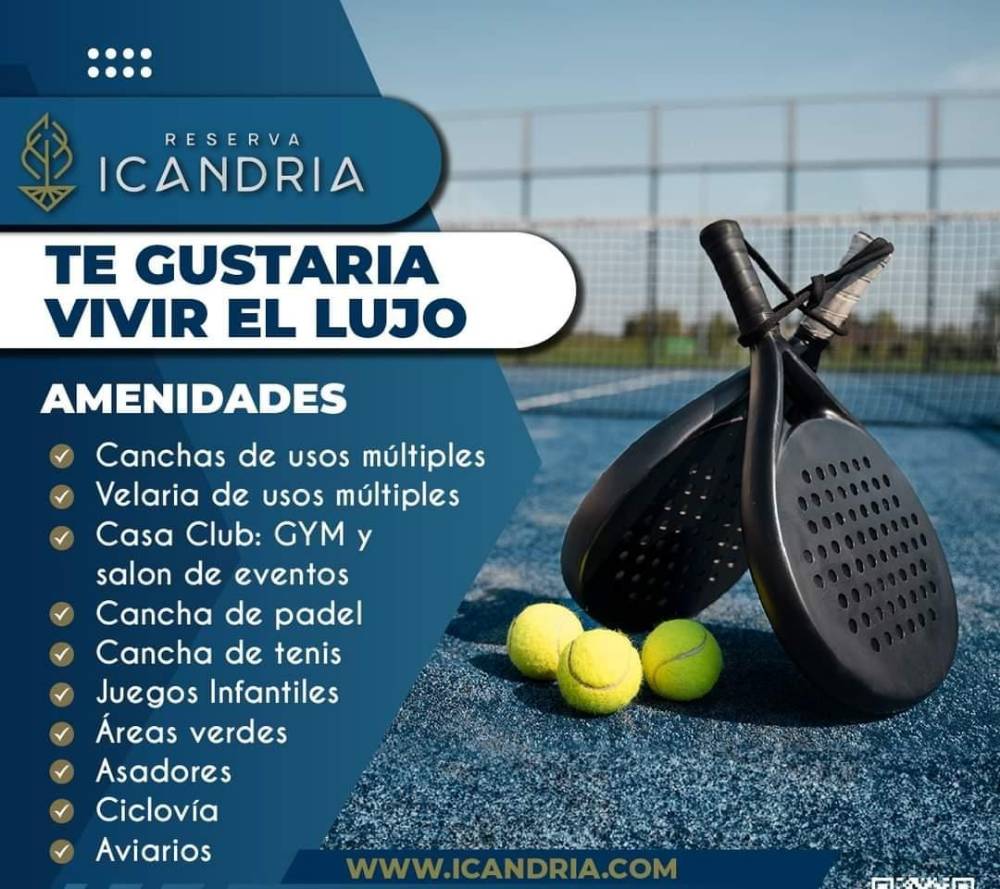 RESERVA
ICANDRIA
TE GUSTARIA
VIVIR EL LUJO
AMENIDADES
Canchas de usos múltiples
Velaria de usos múltiples
Casa Club: GYM y
salon de eventos
Cancha de padel
Cancha de tenis
Juegos Infantiles
Áreas verdes
Asadores
Ciclovía
Aviarios
WWW.ICANDRIA.COM